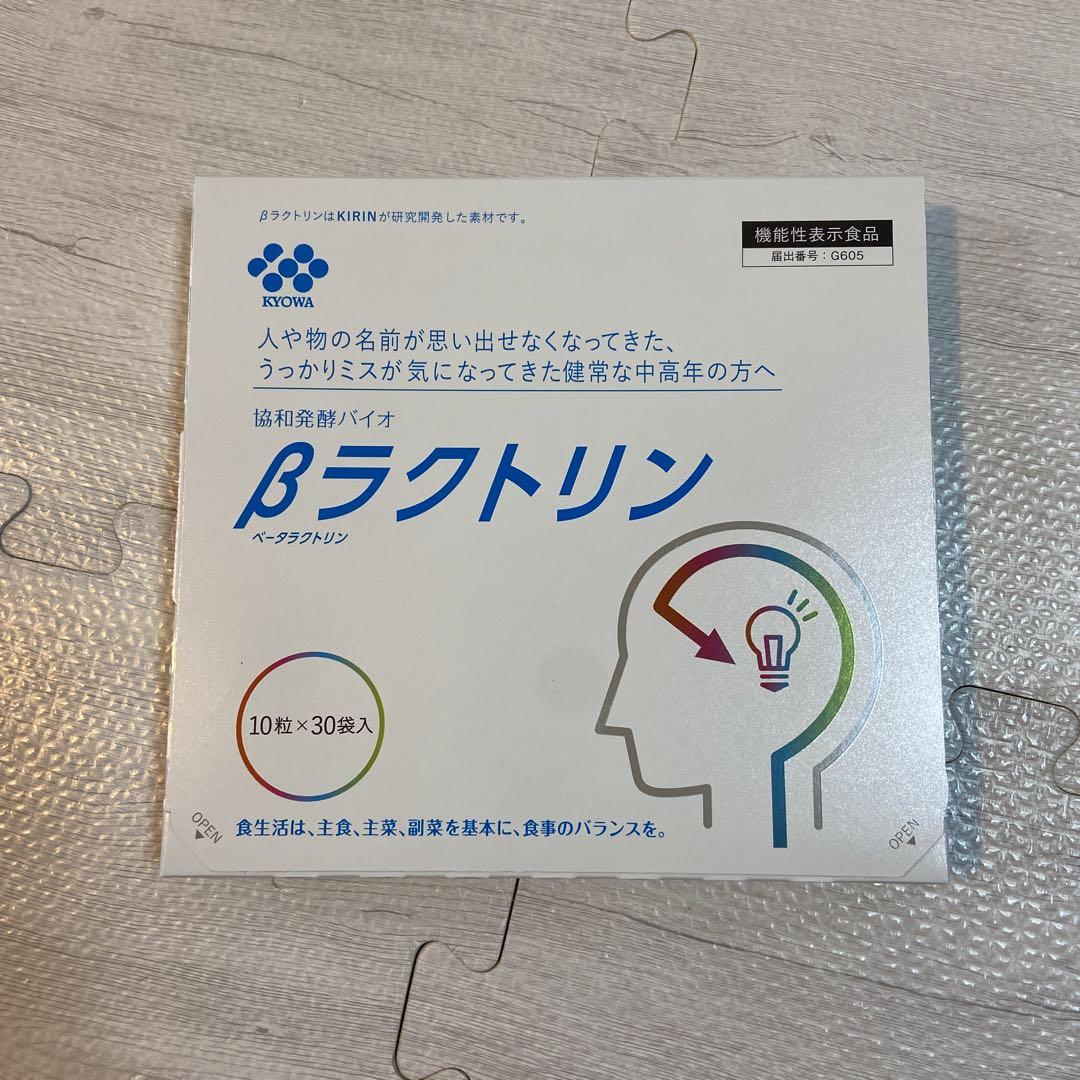 βラクトリンはKIRINが研究開発した素材です。
機能性表示食品
届出番号：G605
KYOWA
人や物の名前が思い出せなくなってきた、
うっかりミスが気になってきた健常な中高年の方へ
協和発酵バイオ
βラクトリン
ベータラクトリン
10粒×30袋入
OPEN
食生活は、主食、主菜、副菜を基本に、食事のバランスを。
OPEN